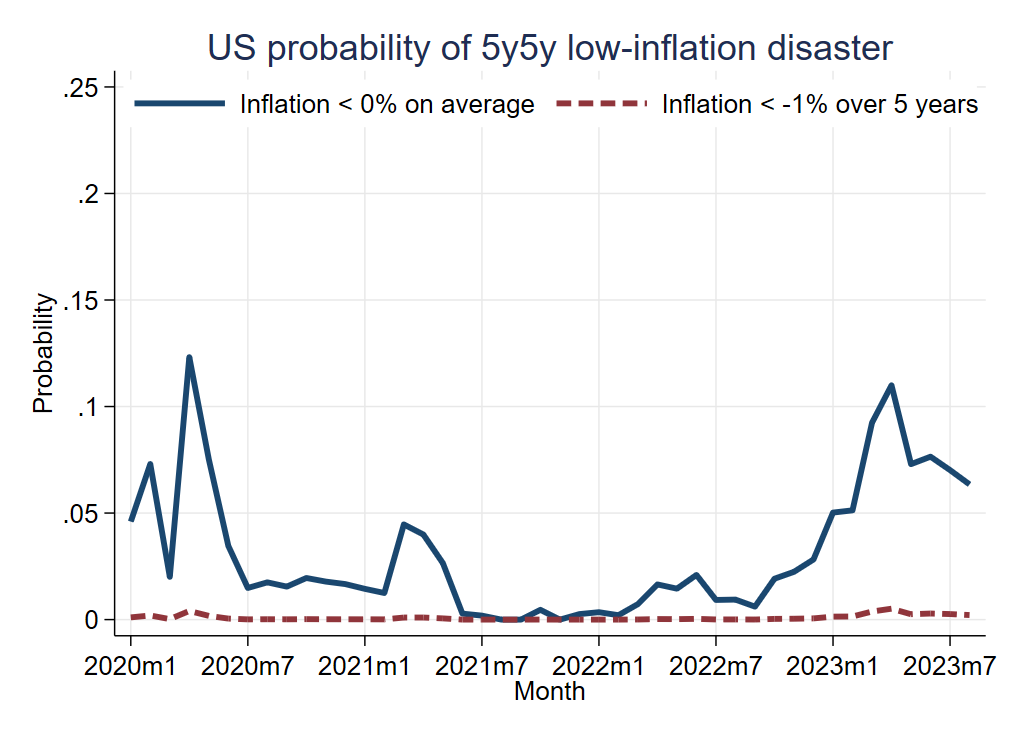 US probability of 5y5y low-inflation disaster
Inflation < 0% on average
Inflation < -1% over 5 years
Probability
.25
.2
.15
.1
.05
0
2020m1 2020m7 2021m1 2021m7 2022m1 2022m7 2023m1 2023m7
Month